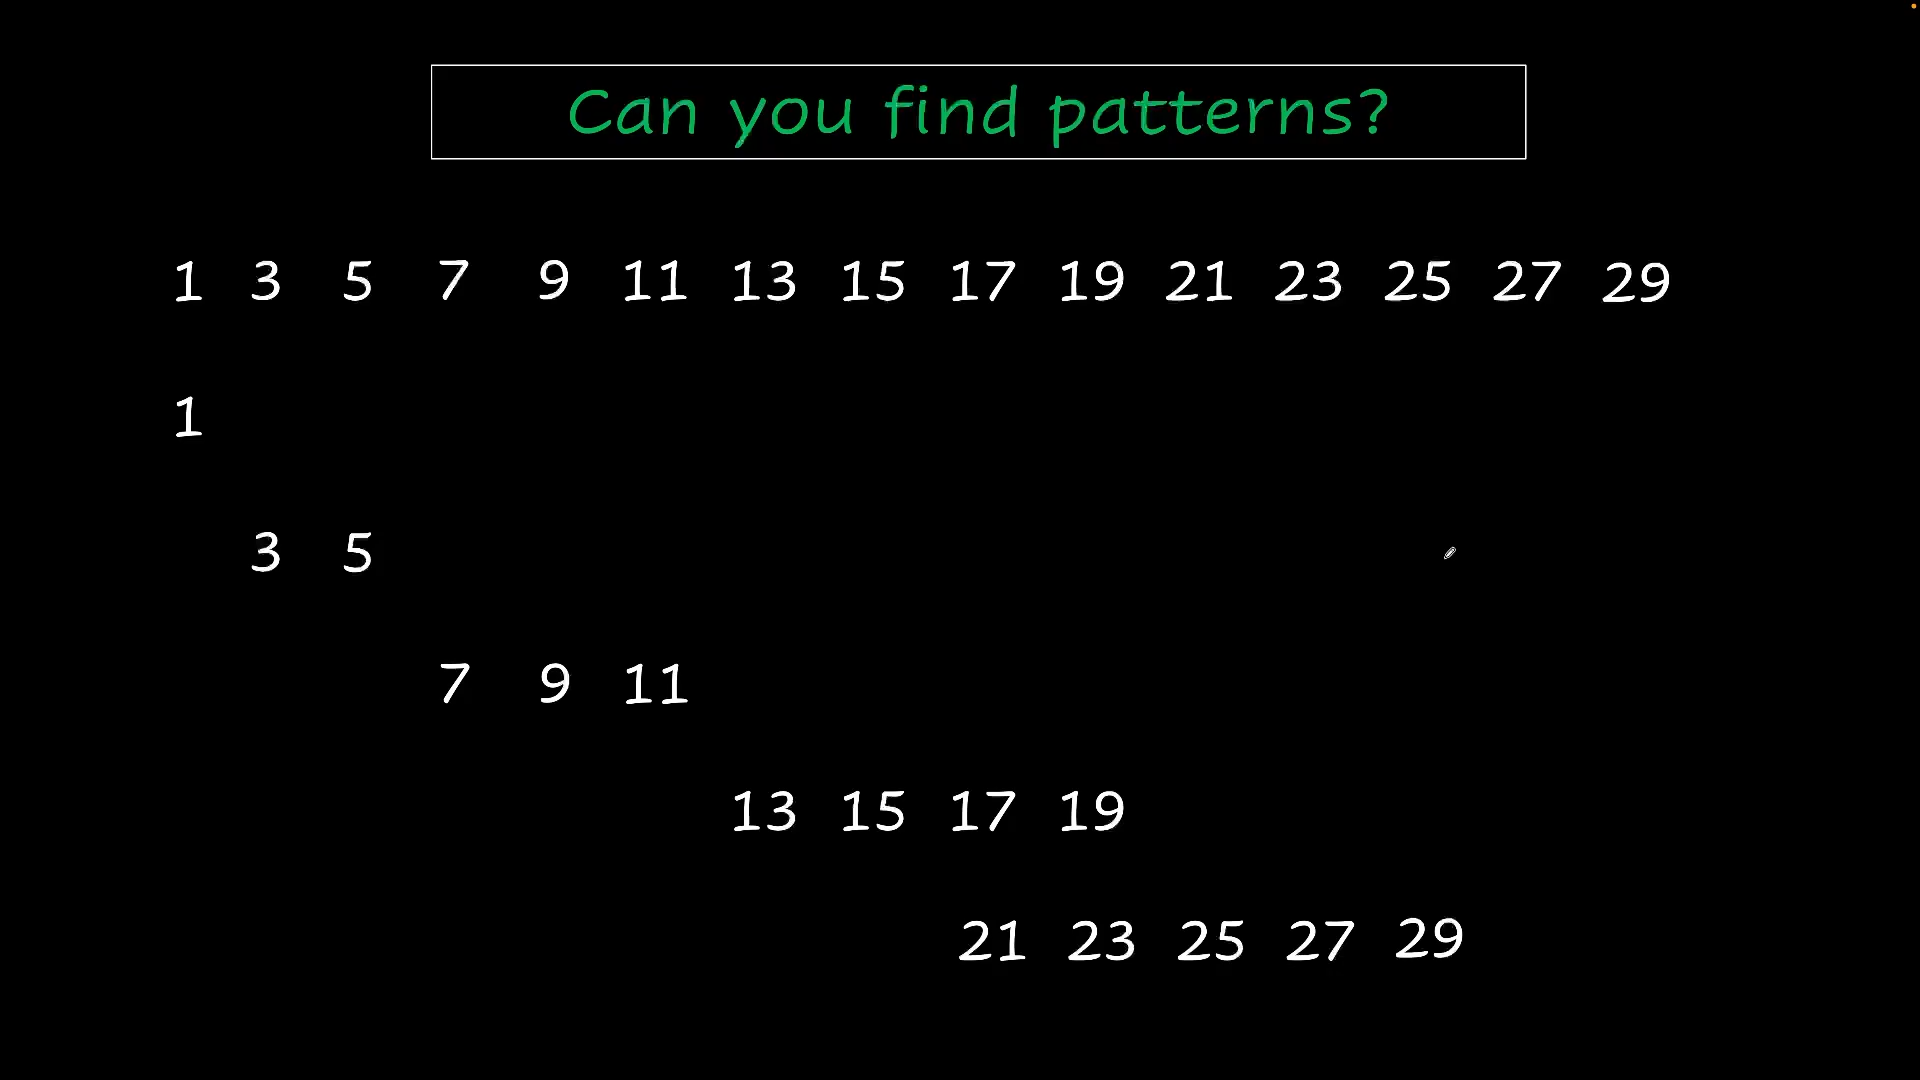 Can you find patterns?
1 3 5 7 9 11 13 15 17 19 21 23 25 27 29
1
3 5
7 9 11
13 15 17 19
21 23 25 27 29